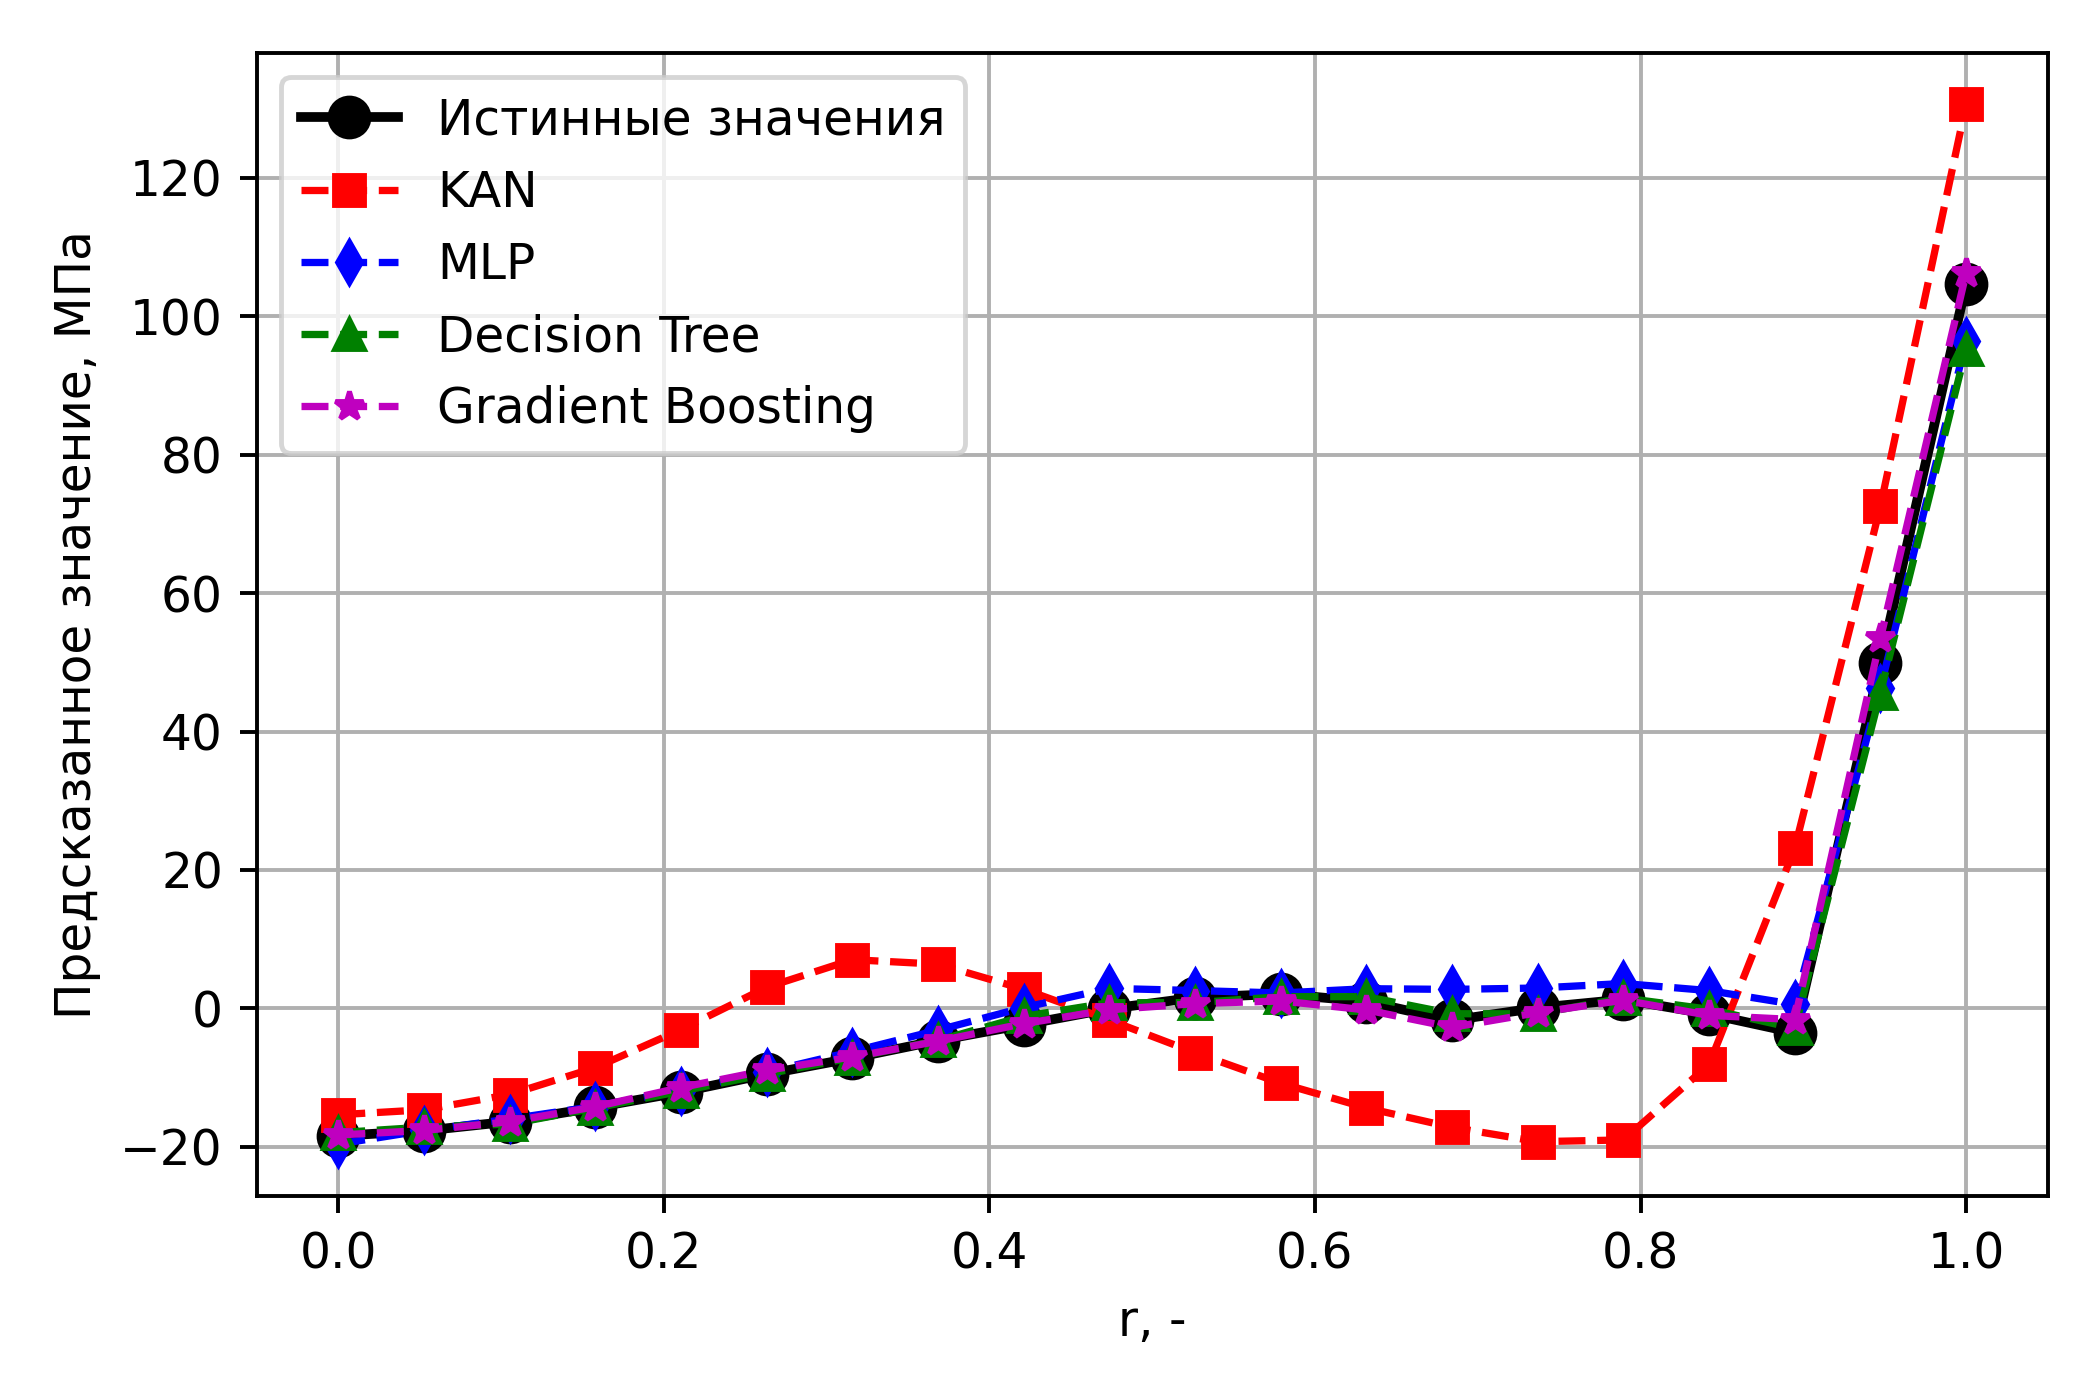 Истинные значения
KAN
MLP
Decision Tree
Gradient Boosting
Предсказанное значение, МПа
120
100
80
60
40
20
0
−20
0.0 0.2 0.4 0.6 0.8 1.0
r, -